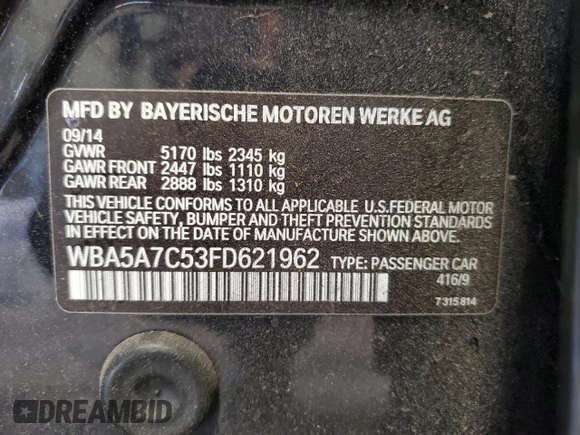 MFD BY BAYERISCHE MOTOREN WERKE AG
09/14
GVWR 5170 lbs 2345 kg
GAWR FRONT 2447 lbs 1110 kg
GAWR REAR 2888 lbs 1310 kg
THIS VEHICLE CONFORMS TO ALL APPLICABLE U.S.FEDERAL MOTOR
VEHICLE SAFETY, BUMPER AND THEFT PREVENTION STANDARDS
IN EFFECT ON THE DATE OF MANUFACTURE SHOWN ABOVE.
WBA5A7C53FD621962 TYPE: PASSENGER CAR
416/9
7 315 814
DREAMBID